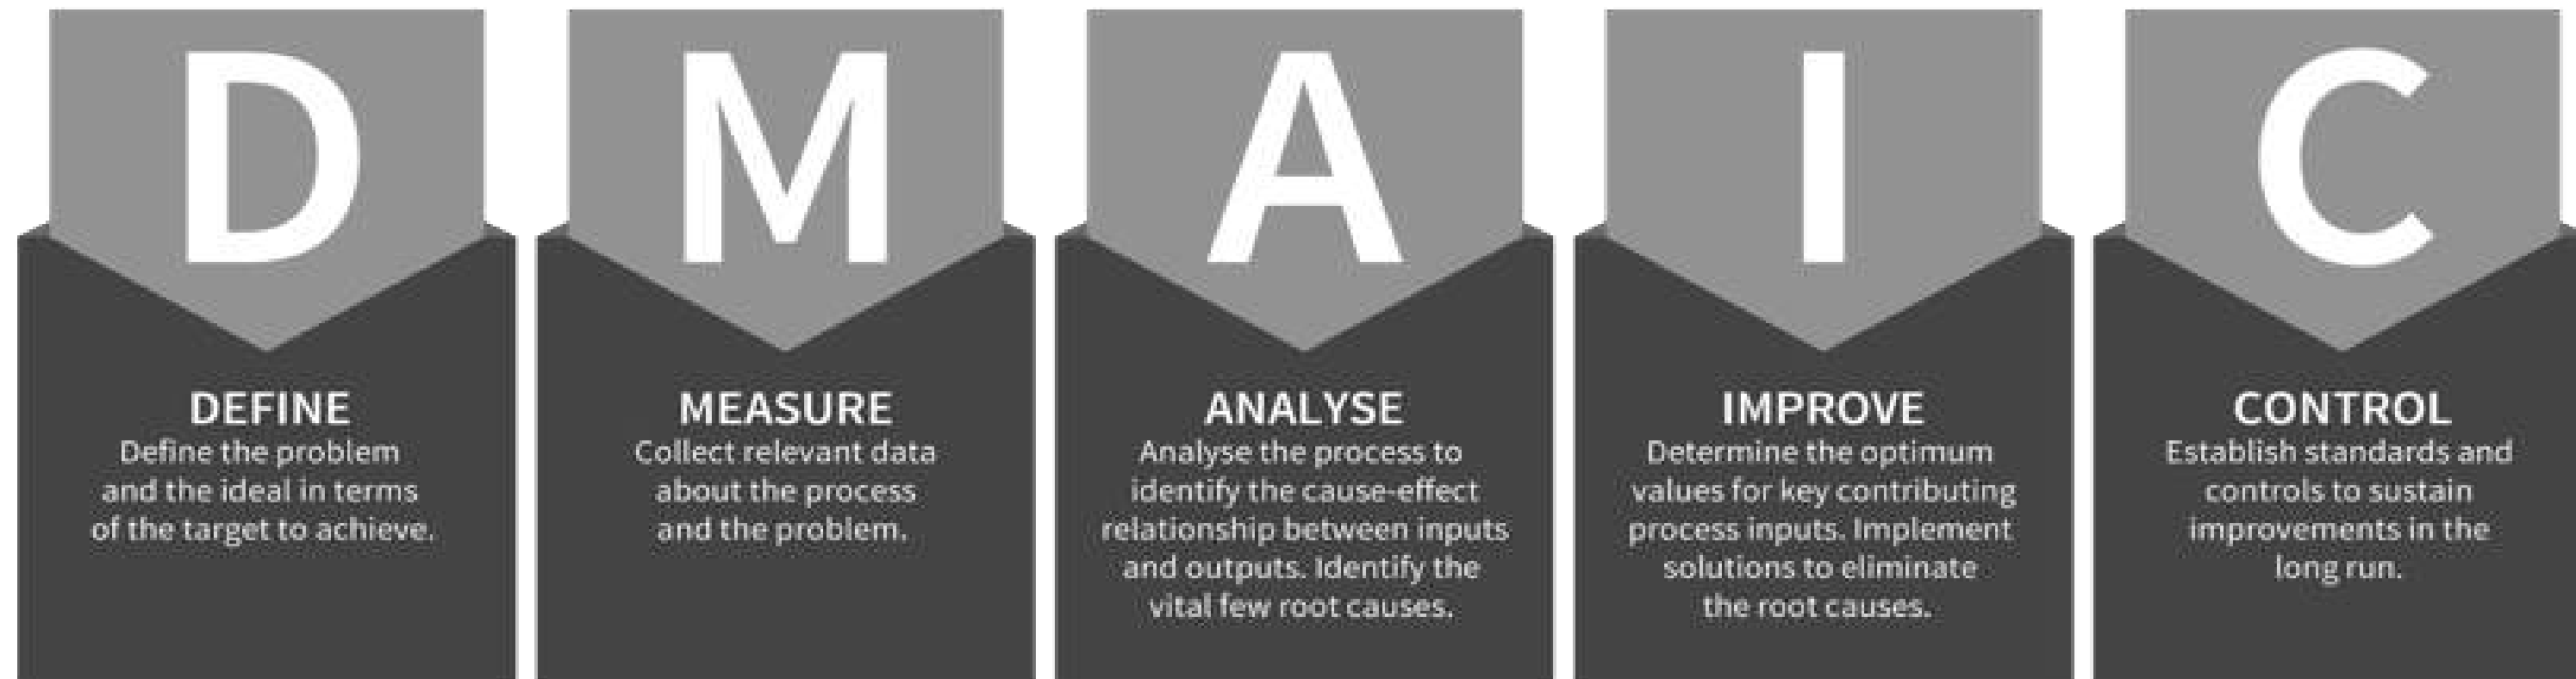 D
DEFINE
Define the problem
and the ideal in terms
of the target to achieve.
M
MEASURE
Collect relevant data
about the process
and the problem.
A
ANALYSE
Analyse the process to
identify the cause-effect
relationship between inputs
and outputs. Identify the
vital few root causes.
I
IMPROVE
Determine the optimum
values for key contributing
process inputs. Implement
solutions to eliminate
the root causes.
C
CONTROL
Establish standards and
controls to sustain
improvements in the
long run.